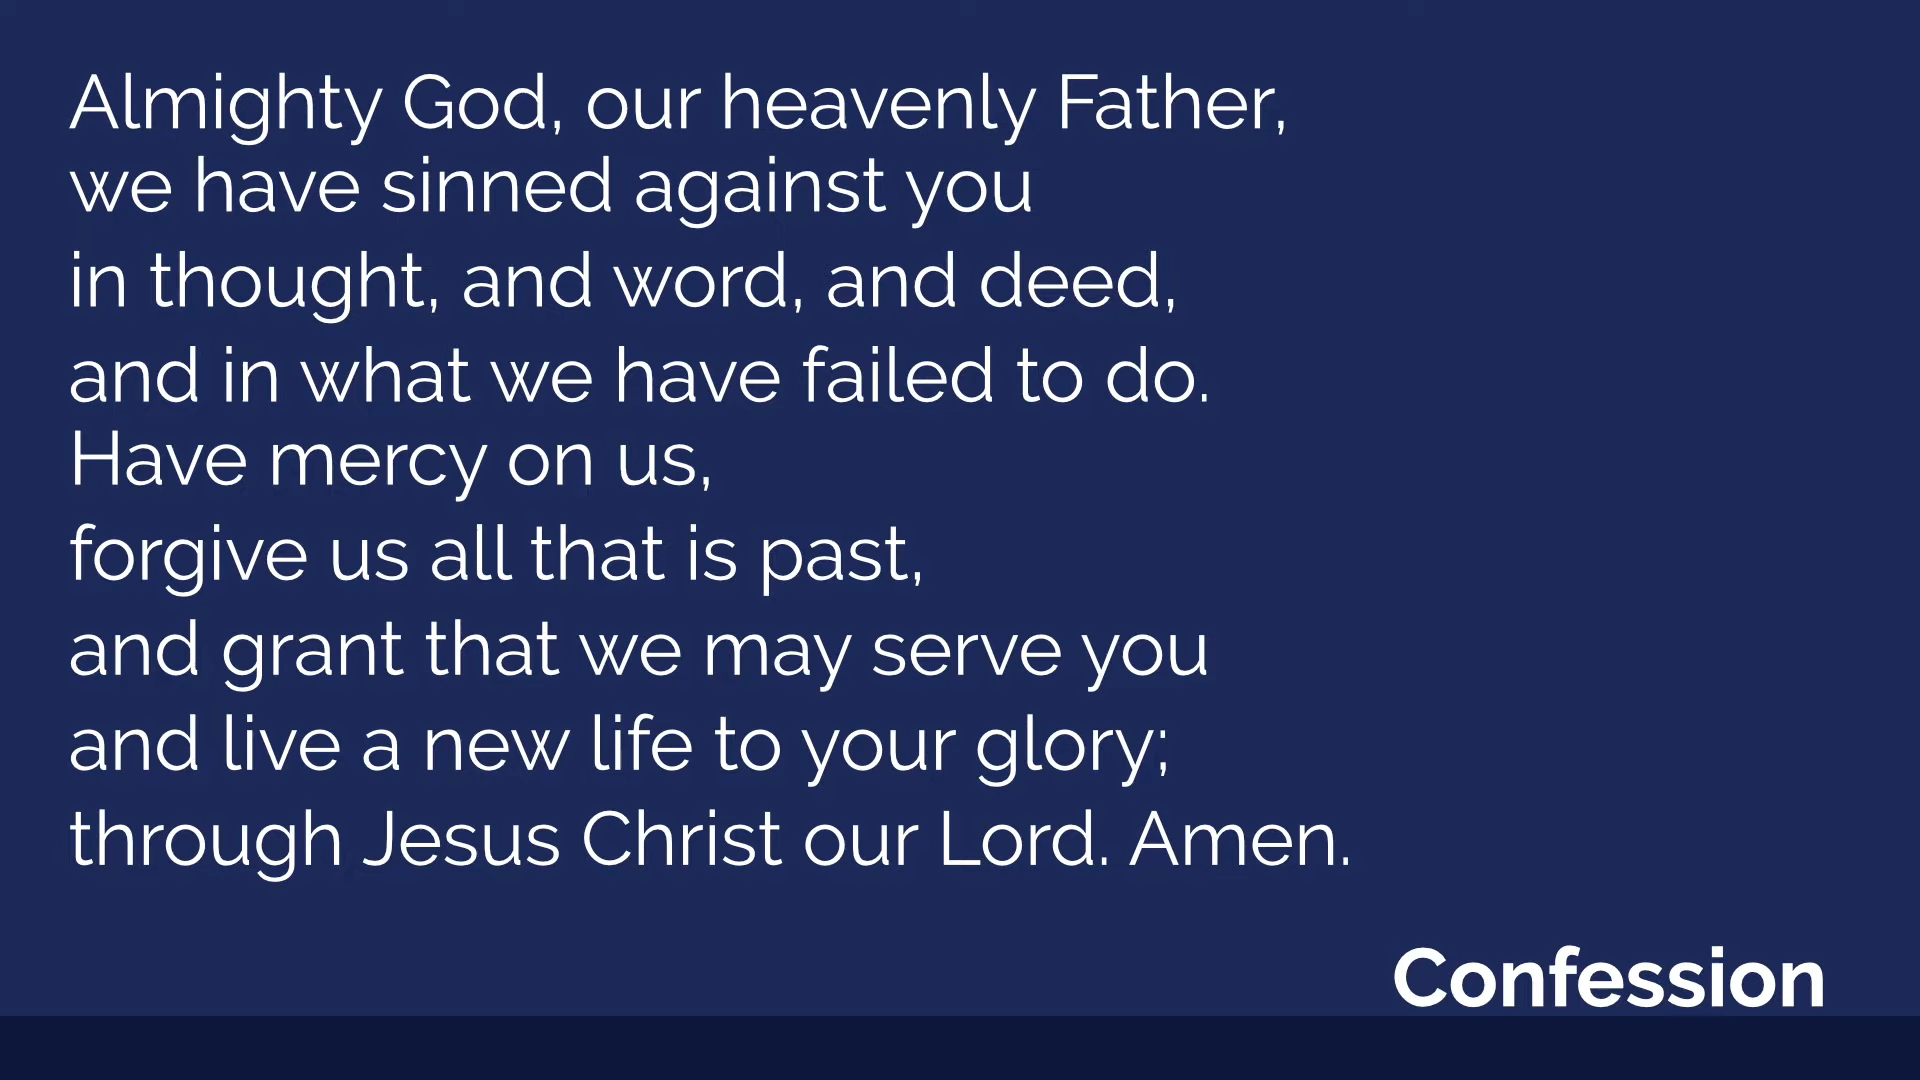 Almighty God, our heavenly Father,
we have sinned against you
in thought, and word, and deed,
and in what we have failed to do.
Have mercy on us,
forgive us all that is past,
and grant that we may serve you
and live a new life to your glory;
through Jesus Christ our Lord. Amen.
Confession